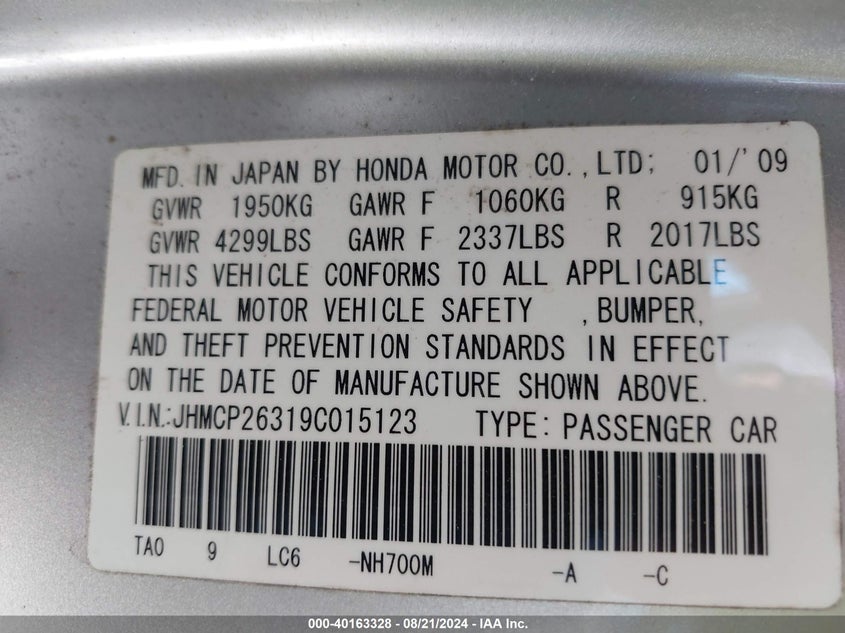 MFD. IN JAPAN BY HONDA MOTOR CO., LTD; 01/'09
GVWR 1950KG GAWR F 1060KG R 915KG
GVWR 4299LBS GAWR F 2337LBS R 2017LBS
THIS VEHICLE CONFORMS TO ALL APPLICABLE
FEDERAL MOTOR VEHICLE SAFETY , BUMPER,
AND THEFT PREVENTION STANDARDS IN EFFECT
ON THE DATE OF MANUFACTURE SHOWN ABOVE.
V.I.N.:JHMCP26319C015123 TYPE: PASSENGER CAR
TA0 9 LC6 -NH700M -A -C
000-40163328 - 08/21/2024 - IAA Inc.